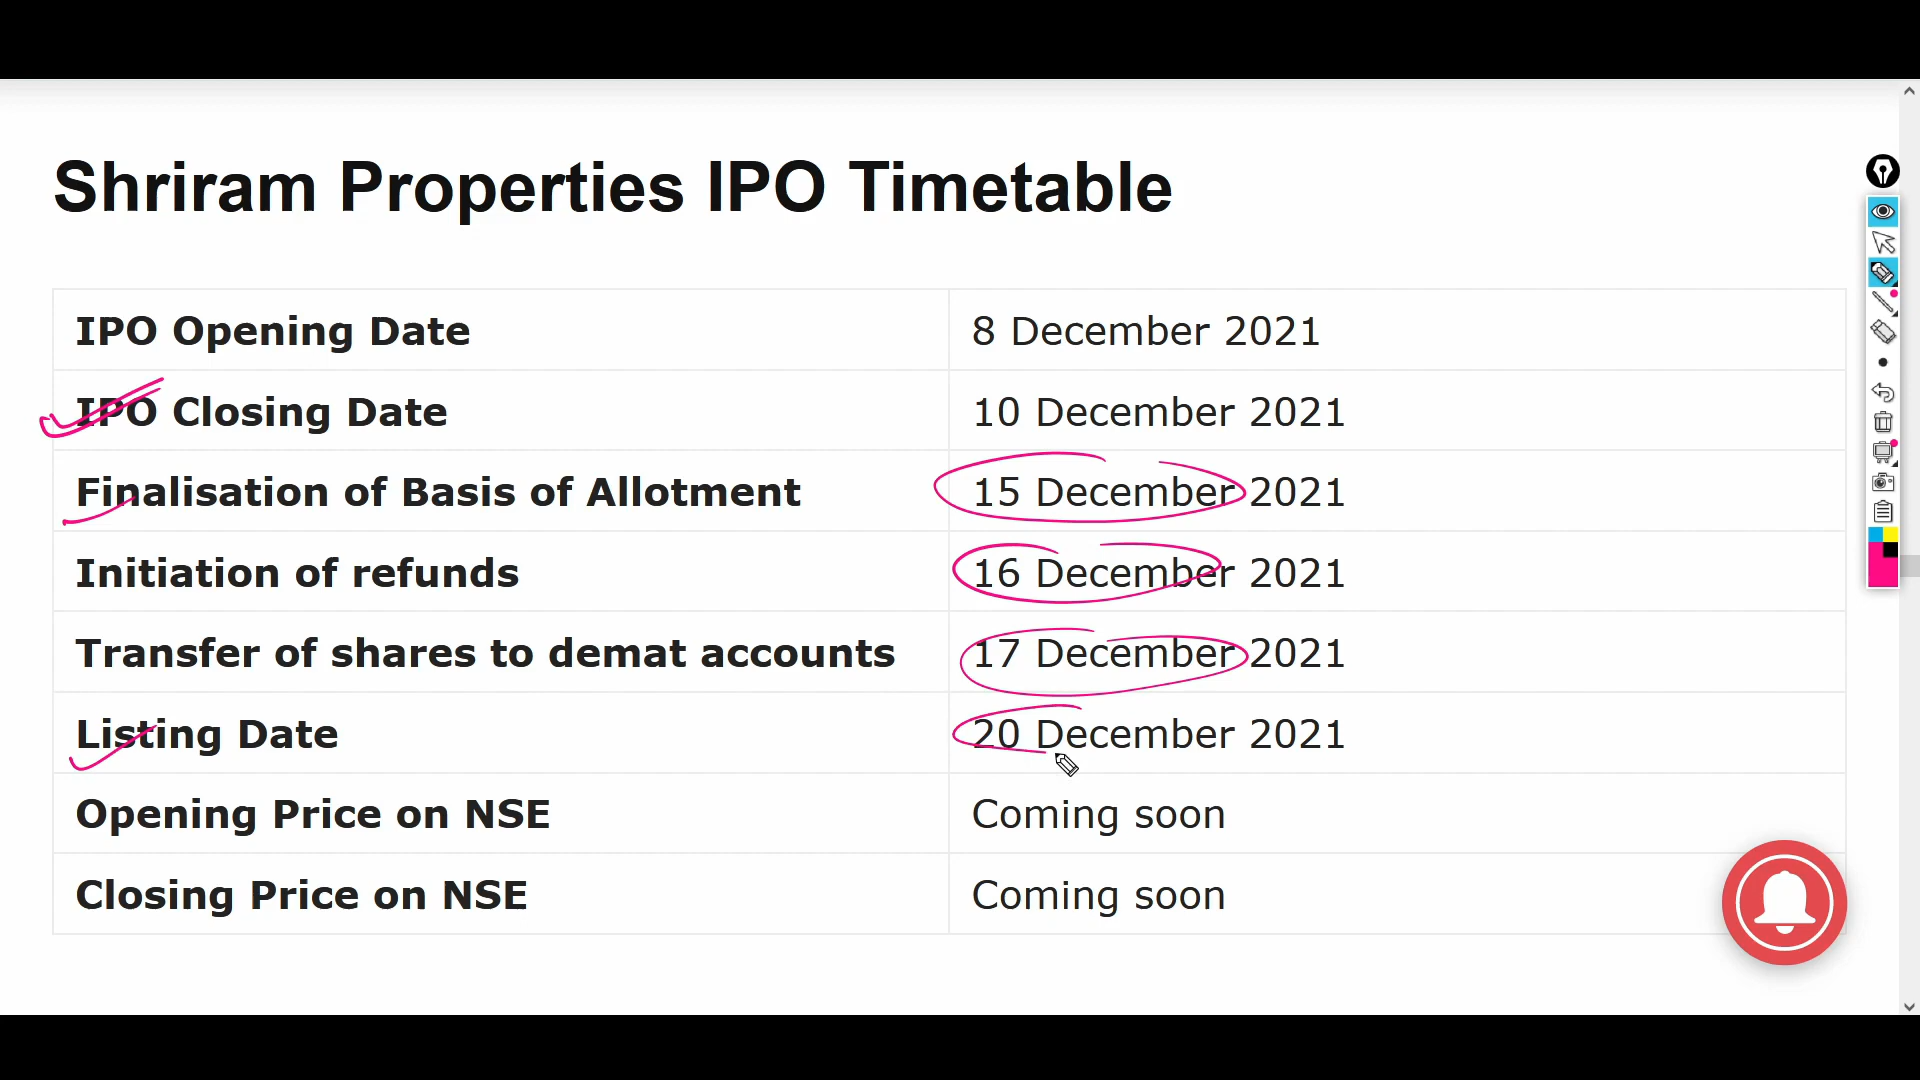 Shriram Properties IPO Timetable
IPO Opening Date 8 December 2021
IPO Closing Date 10 December 2021
Finalisation of Basis of Allotment 15 December 2021
Initiation of refunds 16 December 2021
Transfer of shares to demat accounts 17 December 2021
Listing Date 20 December 2021
Opening Price on NSE Coming soon
Closing Price on NSE Coming soon